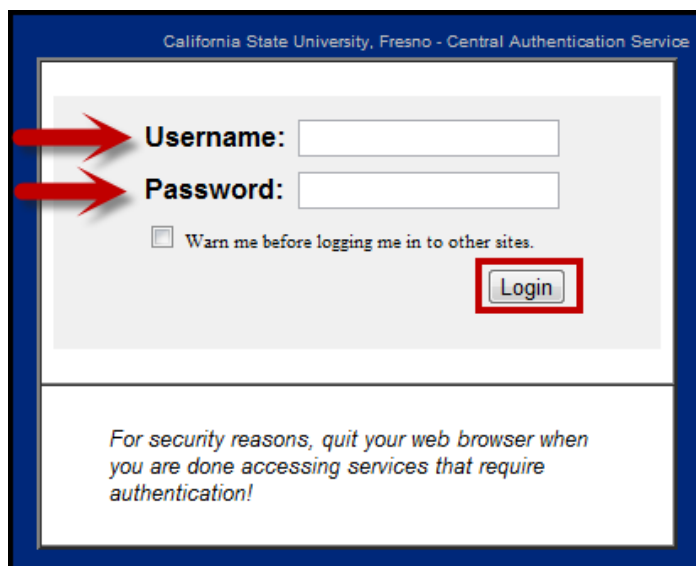 California State University, Fresno - Central Authentication Service
Username:
Password:
Warn me before logging me in to other sites.
Login
For security reasons, quit your web browser when
you are done accessing services that require
authentication!